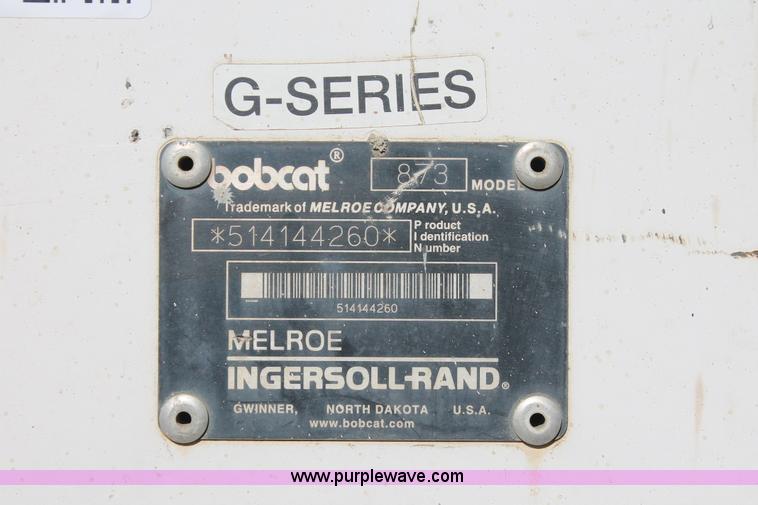 G-SERIES
bobcat® 873 MODEL
Trademark of MELROE COMPANY, U.S.A.
*514144260* Product Identification Number
514144260
MELROE
INGERSOLL-RAND®
GWINNER, NORTH DAKOTA U.S.A.
www.bobcat.com
www.purplewave.com